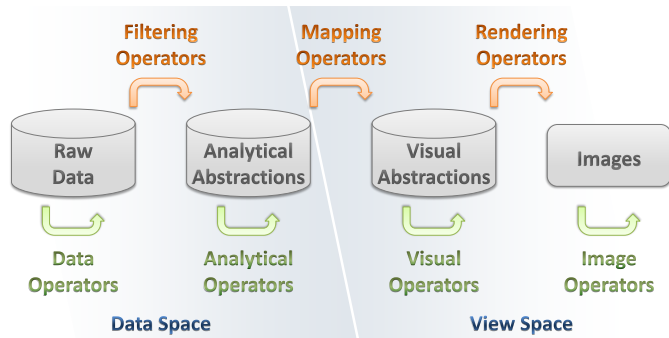 Filtering
Operators
Mapping
Operators
Rendering
Operators
Raw
Data
Analytical
Abstractions
Visual
Abstractions
Images
Data
Operators
Analytical
Operators
Visual
Operators
Image
Operators
Data Space
View Space